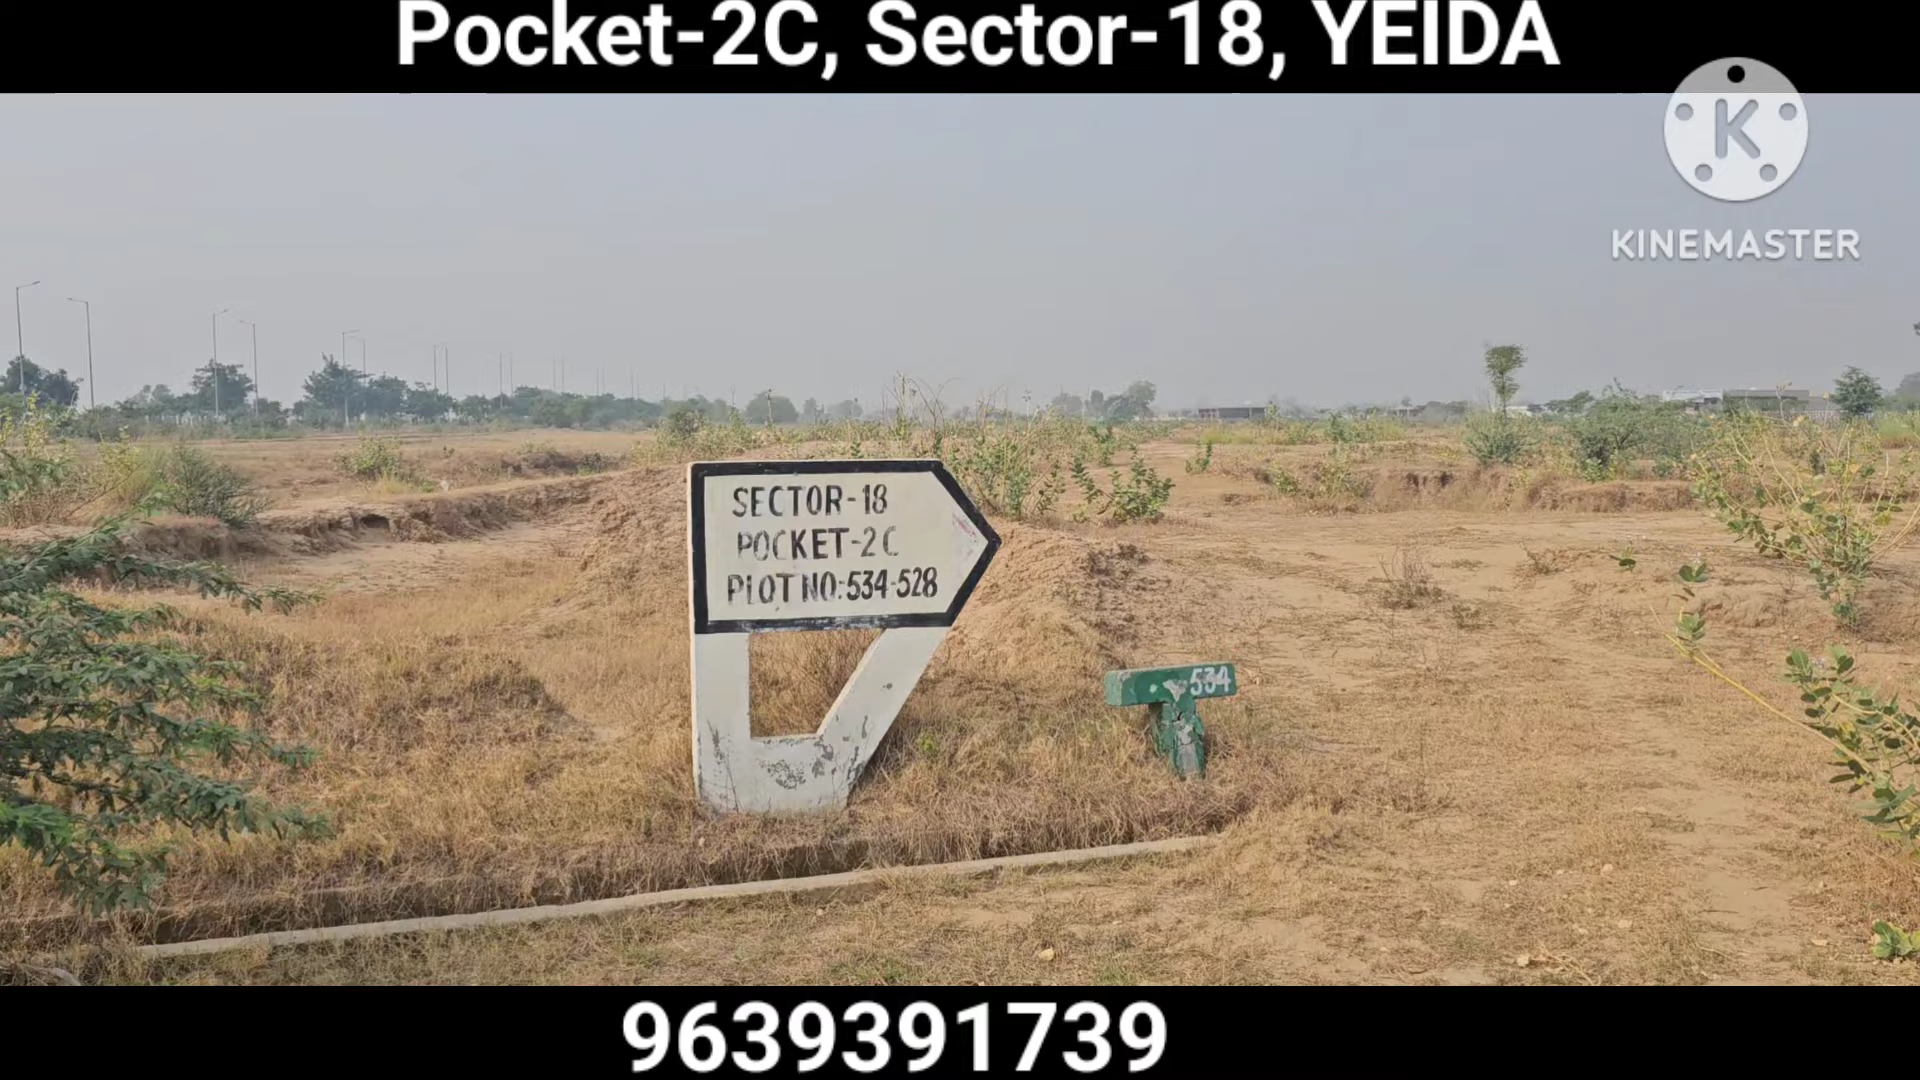 Pocket-2C, Sector-18, YEIDA
K
KINEMASTER
SECTOR-18
POCKET-2C
PLOT NO:534-528
534
9639391739